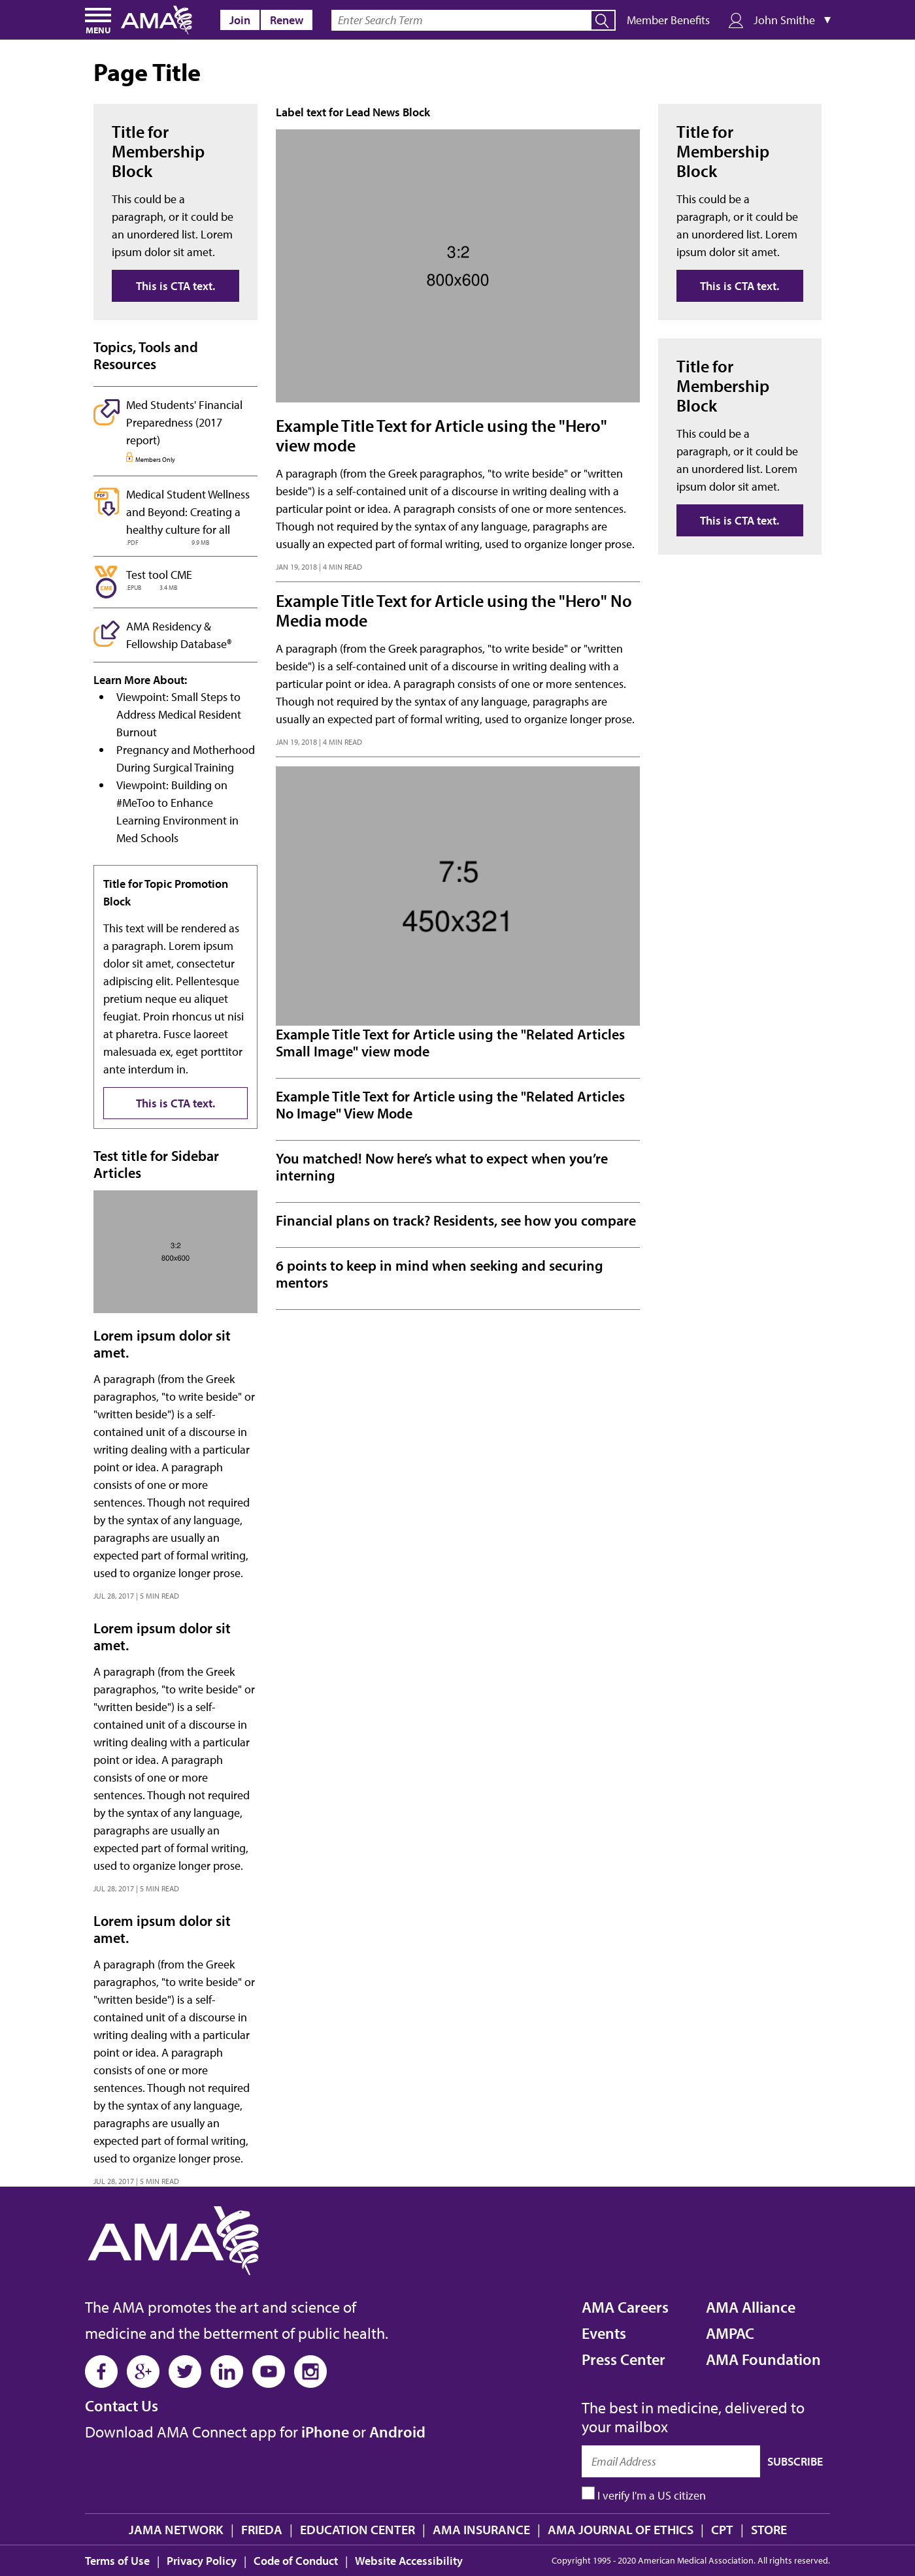 MENU
AMA
Join
Renew
Enter Search Term
Member Benefits
John Smithe
Page Title
Title for
Membership
Block
This could be a
paragraph, or it could be
an unordered list. Lorem
ipsum dolor sit amet.
This is CTA text.
Topics, Tools and
Resources
Med Students' Financial
Preparedness (2017
report)
Members Only
PDF
Medical Student Wellness
and Beyond: Creating a
healthy culture for all
.PDF 9.9 MB
CME
Test tool CME
.EPUB 3.4 MB
AMA Residency &
Fellowship Database®
Learn More About:
Viewpoint: Small Steps to
Address Medical Resident
Burnout
Pregnancy and Motherhood
During Surgical Training
Viewpoint: Building on
#MeToo to Enhance
Learning Environment in
Med Schools
Title for Topic Promotion
Block
This text will be rendered as
a paragraph. Lorem ipsum
dolor sit amet, consectetur
adipiscing elit. Pellentesque
pretium neque eu aliquet
feugiat. Proin rhoncus ut nisi
at pharetra. Fusce laoreet
malesuada ex, eget porttitor
ante interdum in.
This is CTA text.
Test title for Sidebar
Articles
3:2
800x600
Lorem ipsum dolor sit
amet.
A paragraph (from the Greek
paragraphos, "to write beside" or
"written beside") is a self-
contained unit of a discourse in
writing dealing with a particular
point or idea. A paragraph
consists of one or more
sentences. Though not required
by the syntax of any language,
paragraphs are usually an
expected part of formal writing,
used to organize longer prose.
JUL 28, 2017 | 5 MIN READ
Lorem ipsum dolor sit
amet.
A paragraph (from the Greek
paragraphos, "to write beside" or
"written beside") is a self-
contained unit of a discourse in
writing dealing with a particular
point or idea. A paragraph
consists of one or more
sentences. Though not required
by the syntax of any language,
paragraphs are usually an
expected part of formal writing,
used to organize longer prose.
JUL 28, 2017 | 5 MIN READ
Lorem ipsum dolor sit
amet.
A paragraph (from the Greek
paragraphos, "to write beside" or
"written beside") is a self-
contained unit of a discourse in
writing dealing with a particular
point or idea. A paragraph
consists of one or more
sentences. Though not required
by the syntax of any language,
paragraphs are usually an
expected part of formal writing,
used to organize longer prose.
JUL 28, 2017 | 5 MIN READ
Label text for Lead News Block
3:2
800x600
Example Title Text for Article using the "Hero"
view mode
A paragraph (from the Greek paragraphos, "to write beside" or "written
beside") is a self-contained unit of a discourse in writing dealing with a
particular point or idea. A paragraph consists of one or more sentences.
Though not required by the syntax of any language, paragraphs are
usually an expected part of formal writing, used to organize longer prose.
JAN 19, 2018 | 4 MIN READ
Example Title Text for Article using the "Hero" No
Media mode
A paragraph (from the Greek paragraphos, "to write beside" or "written
beside") is a self-contained unit of a discourse in writing dealing with a
particular point or idea. A paragraph consists of one or more sentences.
Though not required by the syntax of any language, paragraphs are
usually an expected part of formal writing, used to organize longer prose.
JAN 19, 2018 | 4 MIN READ
7:5
450x321
Example Title Text for Article using the "Related Articles
Small Image" view mode
Example Title Text for Article using the "Related Articles
No Image" View Mode
You matched! Now here’s what to expect when you’re
interning
Financial plans on track? Residents, see how you compare
6 points to keep in mind when seeking and securing
mentors
Title for
Membership
Block
This could be a
paragraph, or it could be
an unordered list. Lorem
ipsum dolor sit amet.
This is CTA text.
Title for
Membership
Block
This could be a
paragraph, or it could be
an unordered list. Lorem
ipsum dolor sit amet.
This is CTA text.
AMA
The AMA promotes the art and science of
medicine and the betterment of public health.
Contact Us
Download AMA Connect app for iPhone or Android
AMA Careers
Events
Press Center
AMA Alliance
AMPAC
AMA Foundation
The best in medicine, delivered to
your mailbox
Email Address
SUBSCRIBE
I verify I'm a US citizen
JAMA NETWORK | FRIEDA | EDUCATION CENTER | AMA INSURANCE | AMA JOURNAL OF ETHICS | CPT | STORE
Terms of Use | Privacy Policy | Code of Conduct | Website Accessibility
Copyright 1995 - 2020 American Medical Association. All rights reserved.